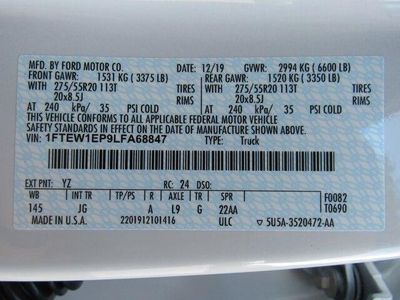 MFD. BY FORD MOTOR CO. 12/19 GVWR: 2994 KG (6600 LB)
FRONT GAWR: 1531 KG (3375 LB) REAR GAWR: 1520 KG (3350 LB)
WITH 275/55R20 113T TIRES WITH 275/55R20 113T TIRES
20x8.5J RIMS 20x8.5J RIMS
AT 240 kPa/ 35 PSI COLD AT 240 kPa/ 35 PSI COLD
THIS VEHICLE CONFORMS TO ALL APPLICABLE FEDERAL MOTOR VEHICLE
SAFETY STANDARDS IN EFFECT ON THE DATE OF MANUFACTURE SHOWN ABOVE.
VIN: 1FTEW1EP9LFA68847 TYPE: Truck
EXT PNT: YZ RC: 24 DSO:
WB INT TR TP/PS R AXLE TR SPR F0082
145 JG A L9 G 22AA T0690
MADE IN U.S.A. 2201912101416 ULC 5U5A-3520472-AA